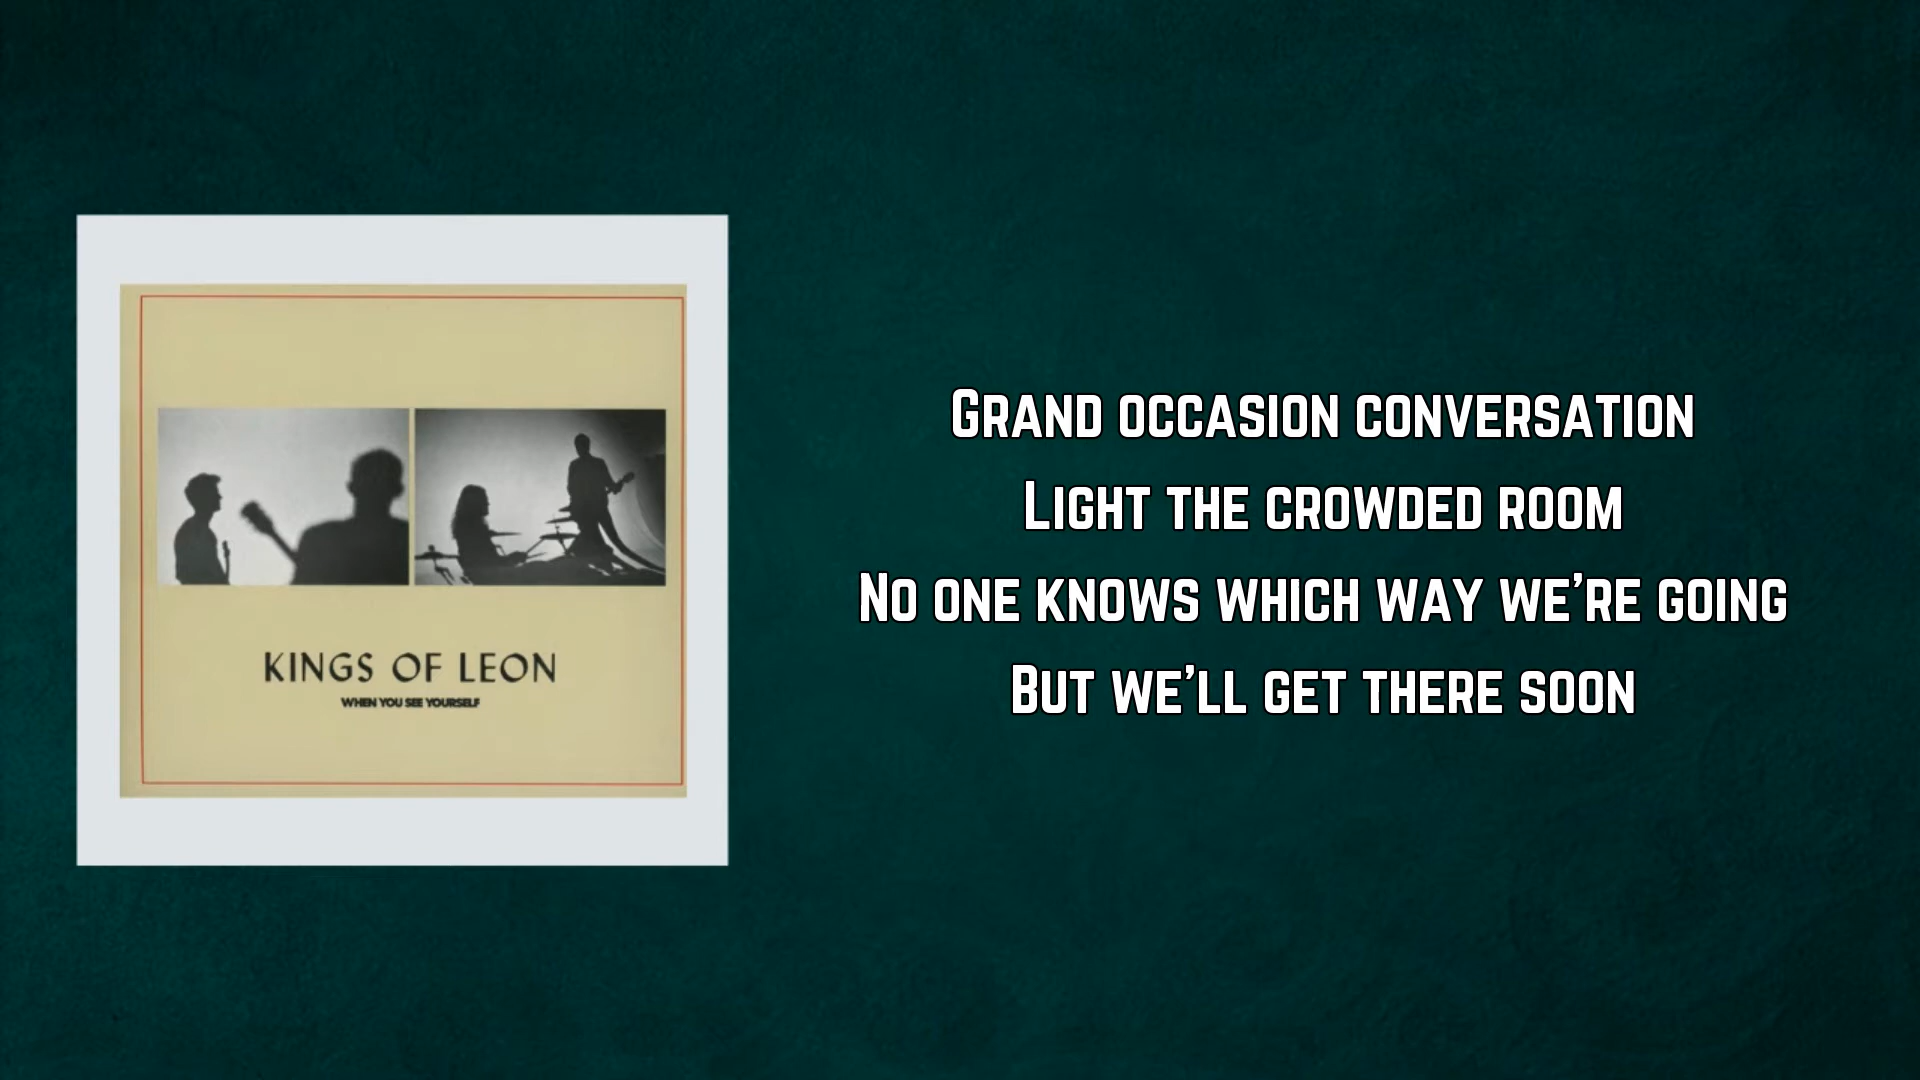 KINGS OF LEON
WHEN YOU SEE YOURSELF
Grand occasion conversation
Light the crowded room
No one knows which way we're going
But we'll get there soon